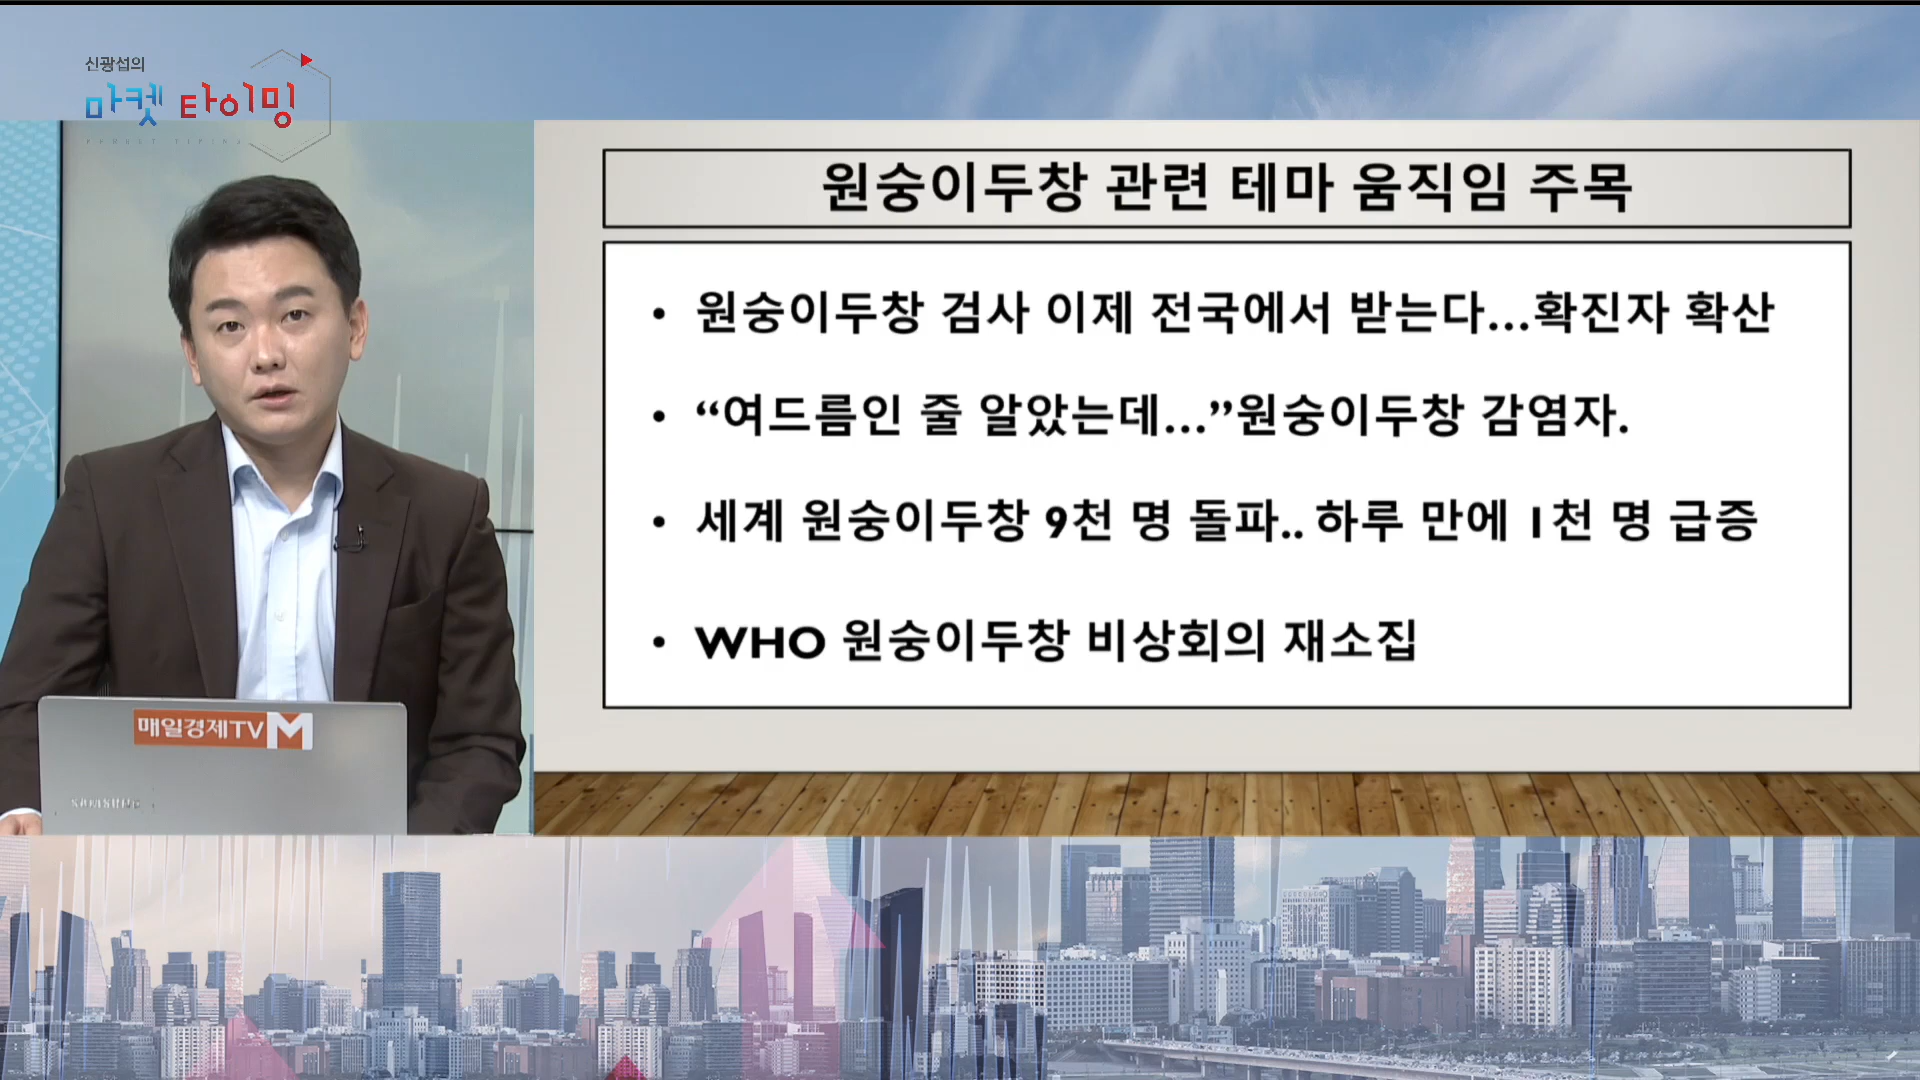 신광섭의
마켓 타이밍
원숭이두창 관련 테마 움직임 주목
• 원숭이두창 검사 이제 전국에서 받는다...확진자 확산
• “여드름인 줄 알았는데...”원숭이두창 감염자.
• 세계 원숭이두창 9천 명 돌파.. 하루 만에 1천 명 급증
• WHO 원숭이두창 비상회의 재소집
매일경제TV M